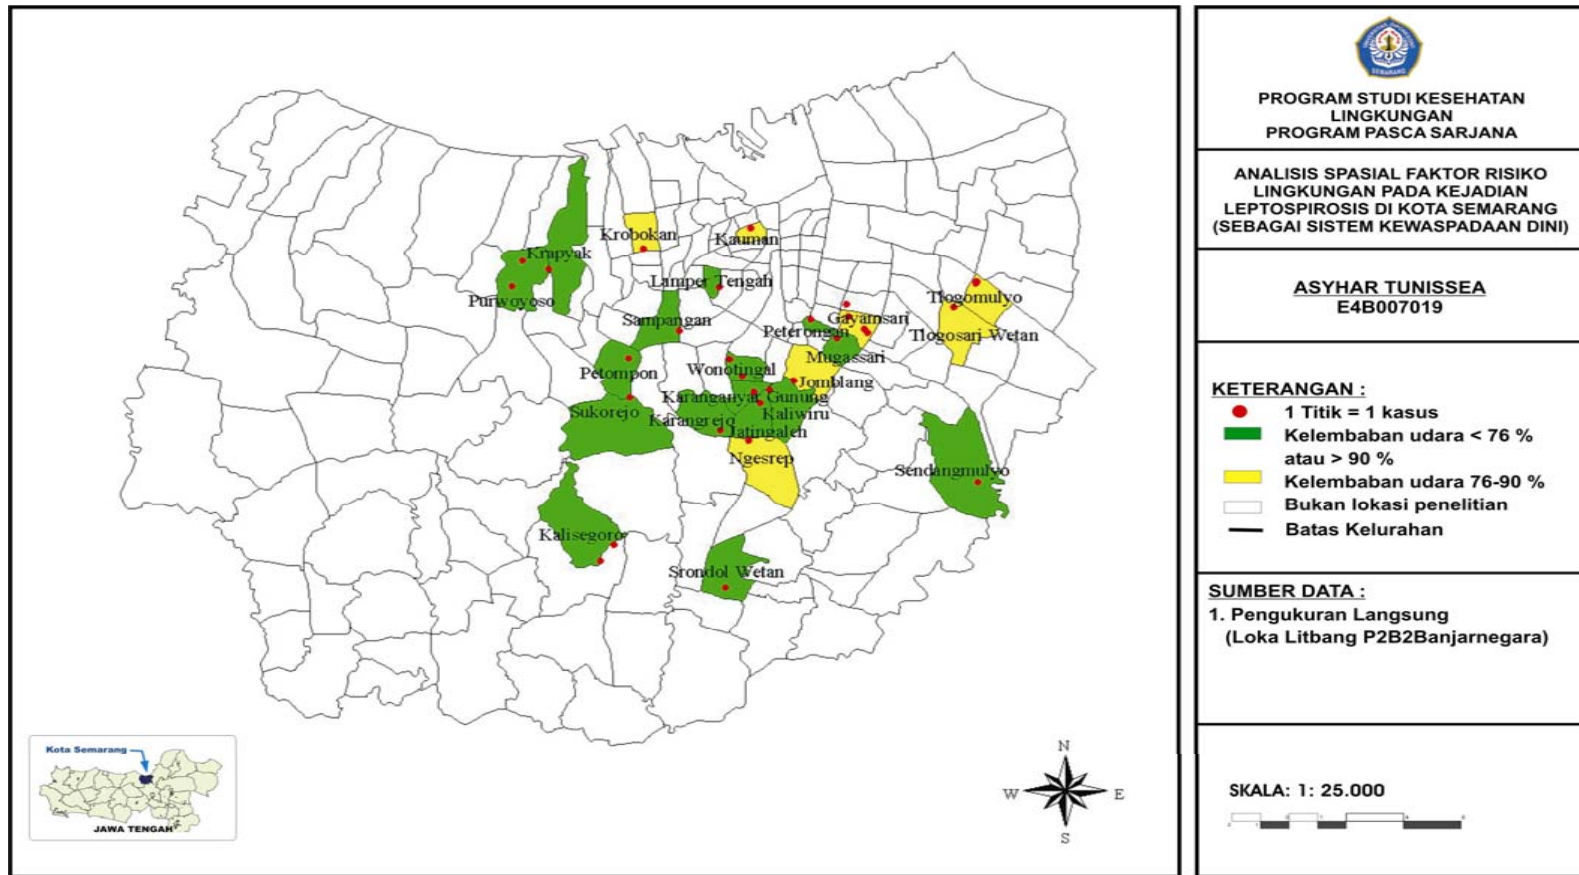 Krobokan
Kauman
Krapyak
Lamper Tengah
Purwoyoso
Tlogomulyo
Sampangan
Gayamsari
Peterongan
Tlogosari Wetan
Mugassari
Petompon
Wonotingal
Jomblang
Karanganyar Gunung
Sukorejo
Kaliwiru
Karangrejo
Jatingaleh
Ngesrep
Sendangmulyo
Kalisegoro
Srondol Wetan
Kota Semarang
JAWA TENGAH
N
W
E
S
SEMARANG
PROGRAM STUDI KESEHATAN
LINGKUNGAN
PROGRAM PASCA SARJANA
ANALISIS SPASIAL FAKTOR RISIKO
LINGKUNGAN PADA KEJADIAN
LEPTOSPIROSIS DI KOTA SEMARANG
(SEBAGAI SISTEM KEWASPADAAN DINI)
ASYHAR TUNISSEA
E4B007019
KETERANGAN :
1 Titik = 1 kasus
Kelembaban udara < 76 %
atau > 90 %
Kelembaban udara 76-90 %
Bukan lokasi penelitian
Batas Kelurahan
SUMBER DATA :
1. Pengukuran Langsung
(Loka Litbang P2B2Banjarnegara)
SKALA: 1: 25.000